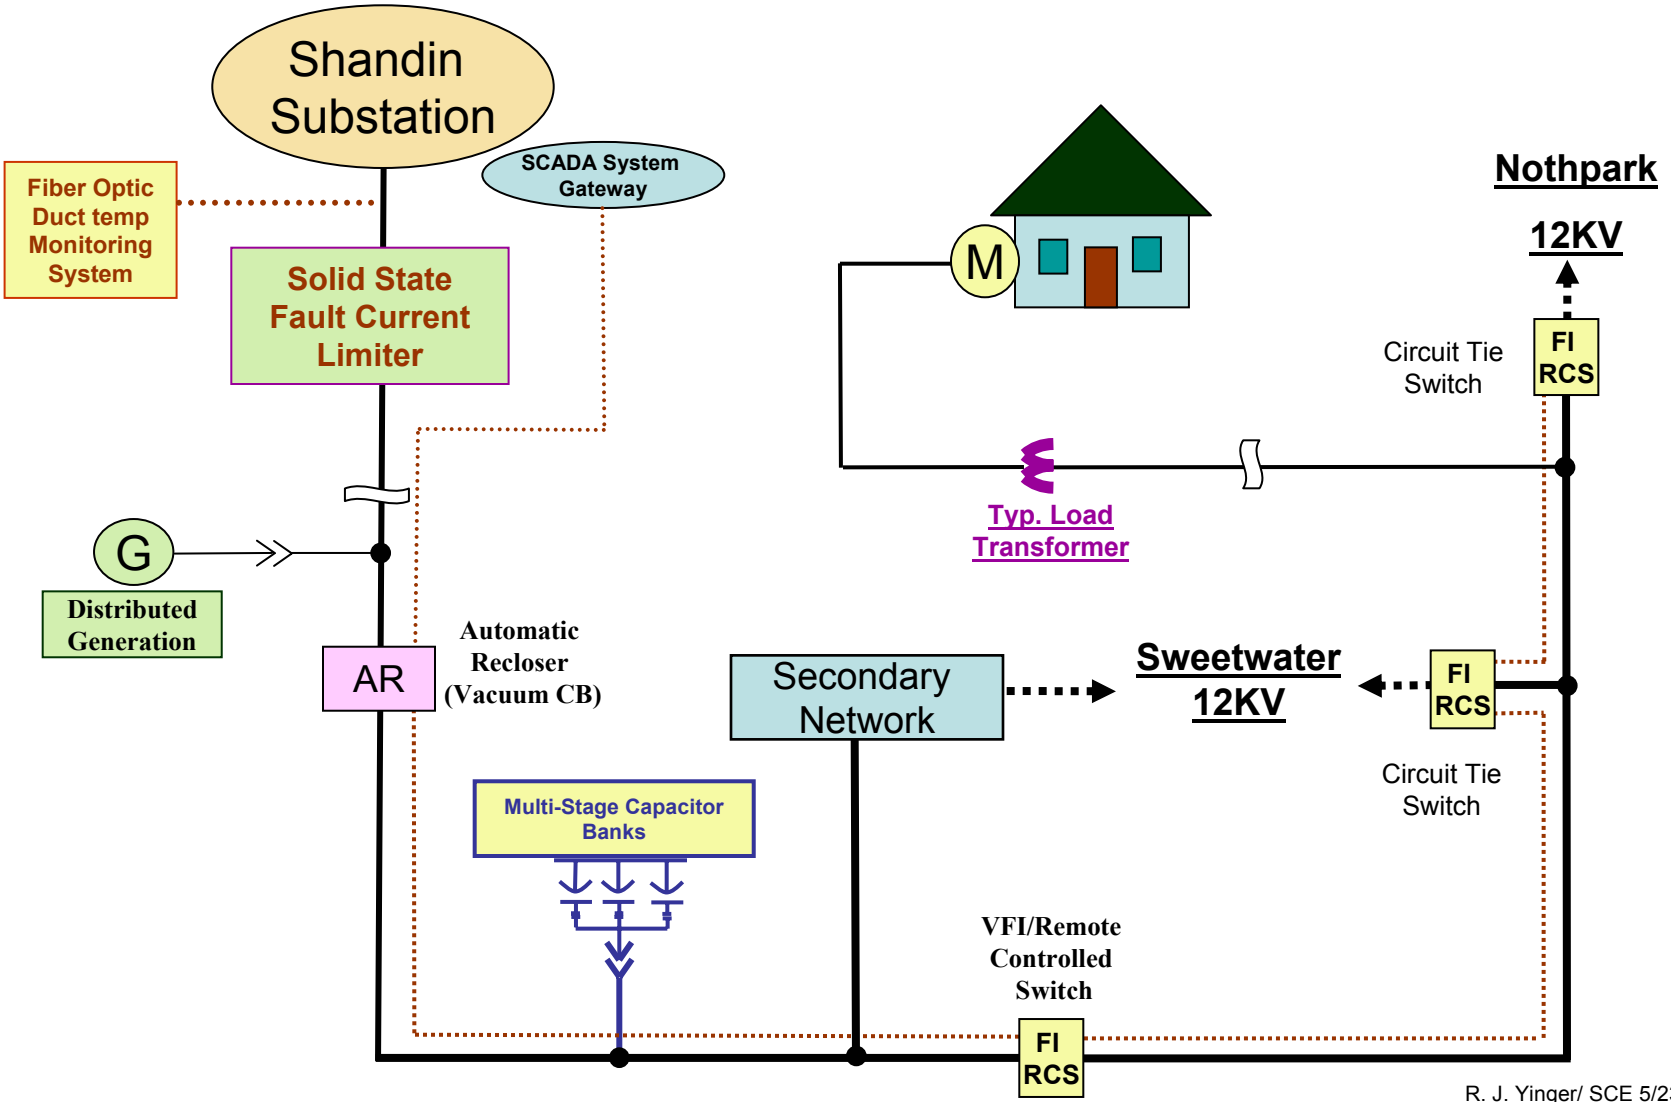 Shandin
Substation
SCADA System
Gateway
Fiber Optic
Duct temp
Monitoring
System
Solid State
Fault Current
Limiter
M
Nothpark
12KV
Circuit Tie
Switch
FI
RCS
Typ. Load
Transformer
G
Distributed
Generation
AR
Automatic
Recloser
(Vacuum CB)
Secondary
Network
Sweetwater
12KV
FI
RCS
Circuit Tie
Switch
Multi-Stage Capacitor
Banks
VFI/Remote
Controlled
Switch
FI
RCS
R. J. Yinger/ SCE